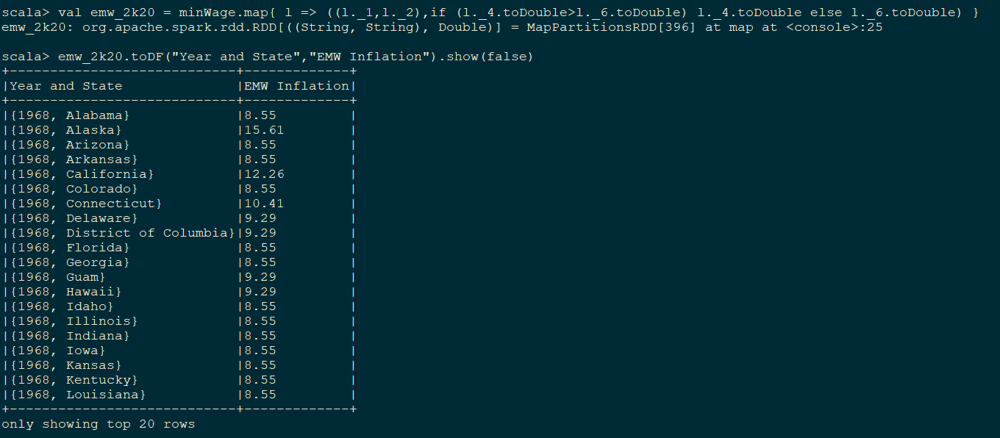 scala> val emw_2k20 = minWage.map{ l => ((l._1,l._2),if (l._4.toDouble>l._6.toDouble) l._4.toDouble else l._6.toDouble) }
emw_2k20: org.apache.spark.rdd.RDD[((String, String), Double)] = MapPartitionsRDD[396] at map at <console>:25

scala> emw_2k20.toDF("Year and State","EMW Inflation").show(false)
+----------------------------+-------------+
|Year and State              |EMW Inflation|
+----------------------------+-------------+
|{1968, Alabama}             |8.55         |
|{1968, Alaska}              |15.61        |
|{1968, Arizona}             |8.55         |
|{1968, Arkansas}            |8.55         |
|{1968, California}          |12.26        |
|{1968, Colorado}            |8.55         |
|{1968, Connecticut}         |10.41        |
|{1968, Delaware}            |9.29         |
|{1968, District of Columbia}|9.29         |
|{1968, Florida}             |8.55         |
|{1968, Georgia}             |8.55         |
|{1968, Guam}                |9.29         |
|{1968, Hawaii}              |9.29         |
|{1968, Idaho}               |8.55         |
|{1968, Illinois}            |8.55         |
|{1968, Indiana}             |8.55         |
|{1968, Iowa}                |8.55         |
|{1968, Kansas}              |8.55         |
|{1968, Kentucky}            |8.55         |
|{1968, Louisiana}           |8.55         |
+----------------------------+-------------+
only showing top 20 rows